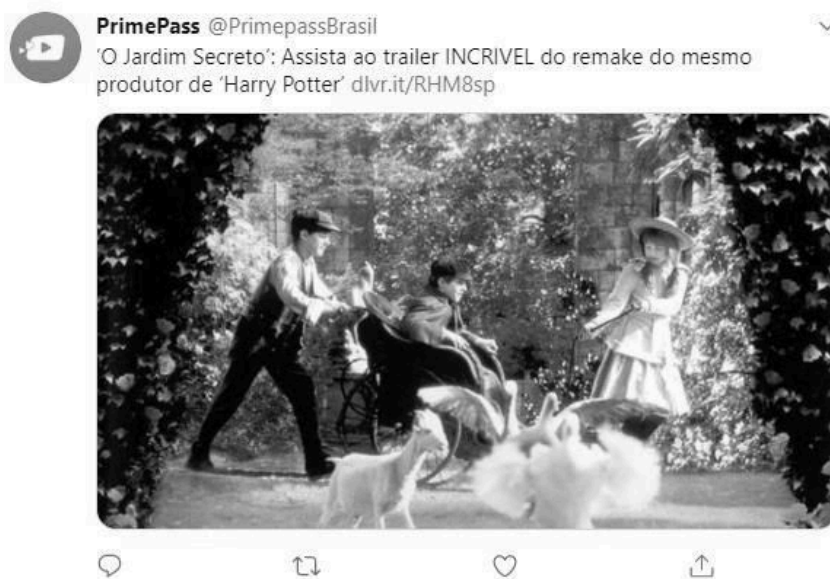 PrimePass @PrimepassBrasil
'O Jardim Secreto': Assista ao trailer INCRIVEL do remake do mesmo
produtor de 'Harry Potter' dlvr.it/RHM8sp